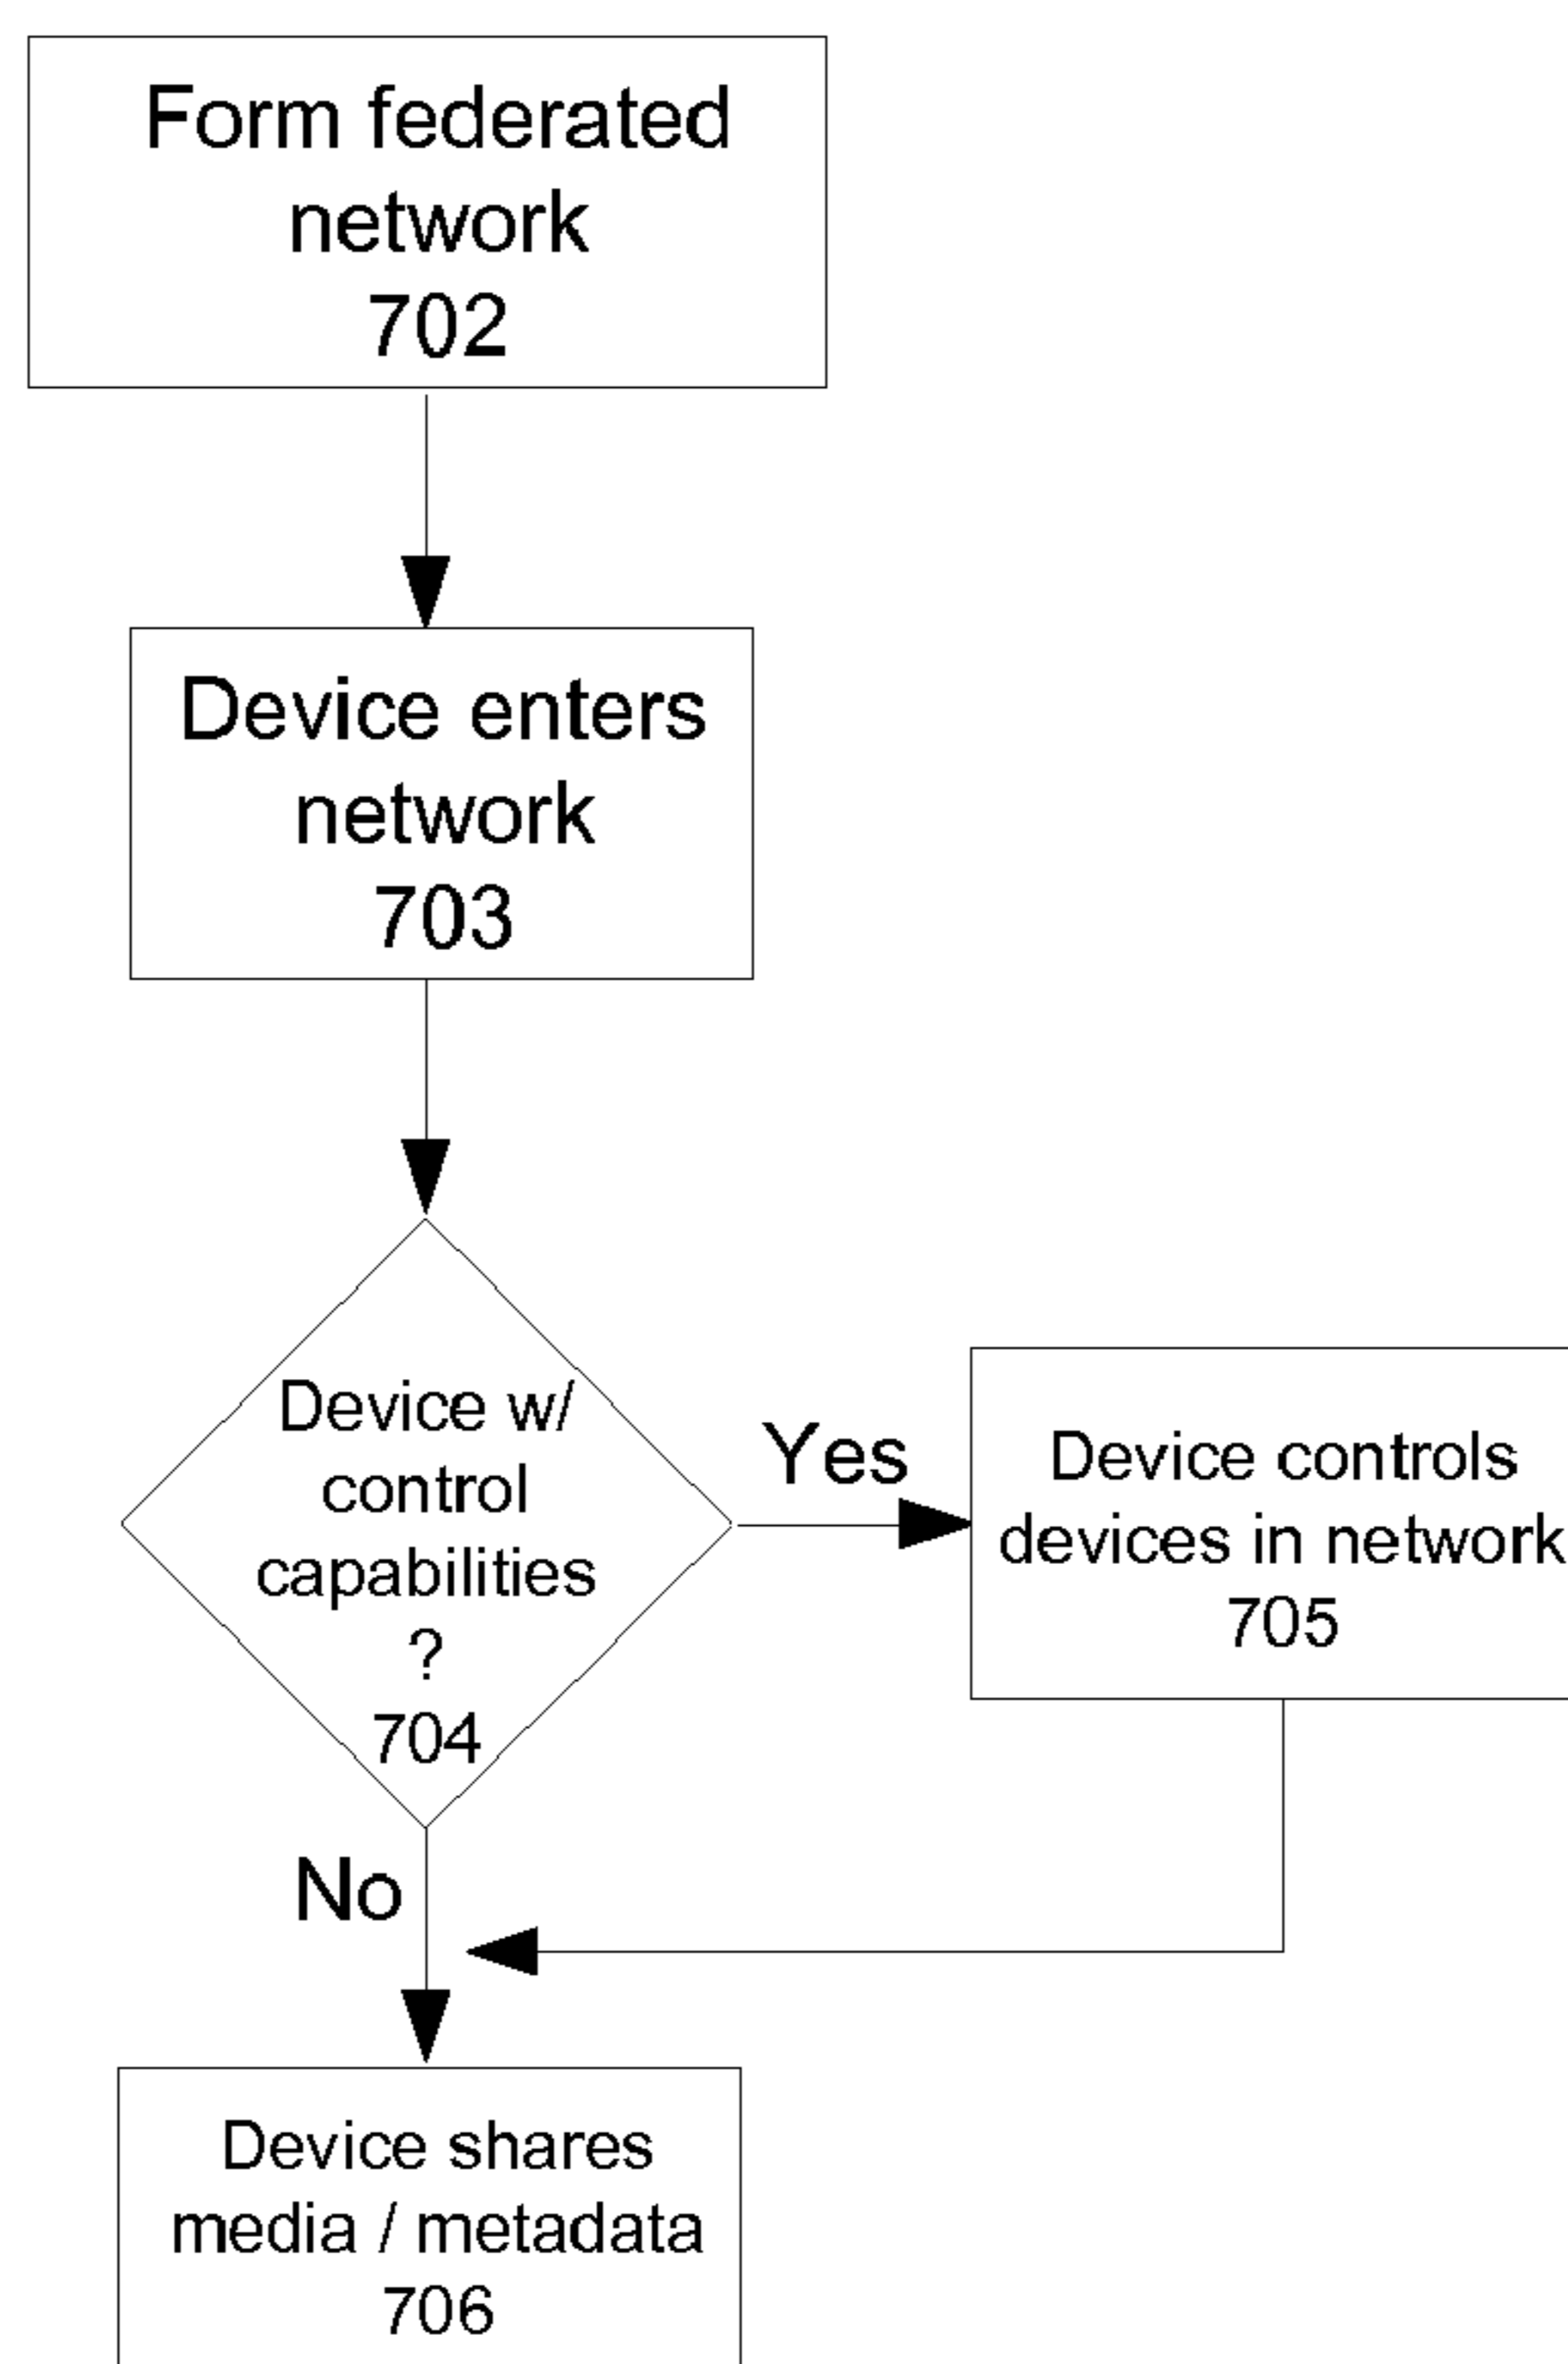 Form federated
network
702
Device enters
network
703
Device w/
control
capabilities
?
704
Yes
Device controls
devices in network
705
No
Device shares
media / metadata
706